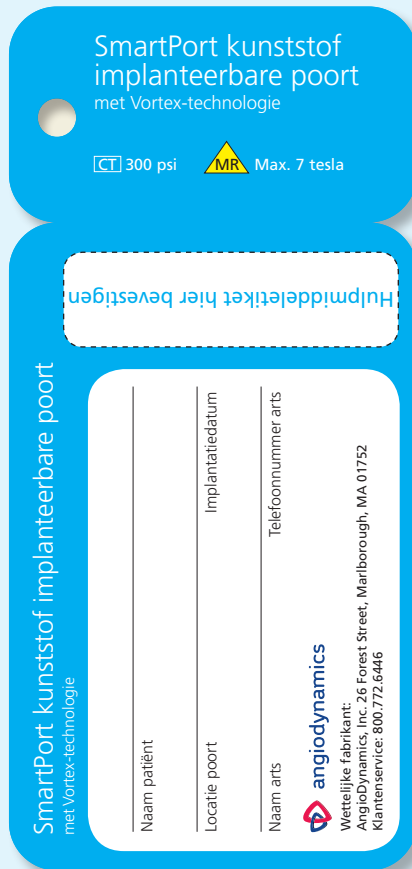 SmartPort kunststof
implanteerbare poort
met Vortex-technologie
CT 300 psi MR Max. 7 tesla
Hulpmiddeletiket hier bevestigen
SmartPort kunststof implanteerbare poort
met Vortex-technologie
Naam patiënt
Locatie poort Implantatiedatum
Naam arts Telefoonnummer arts
angiodynamics
Wettelijke fabrikant:
AngioDynamics, Inc. 26 Forest Street, Marlborough, MA 01752
Klantenservice: 800.772.6446